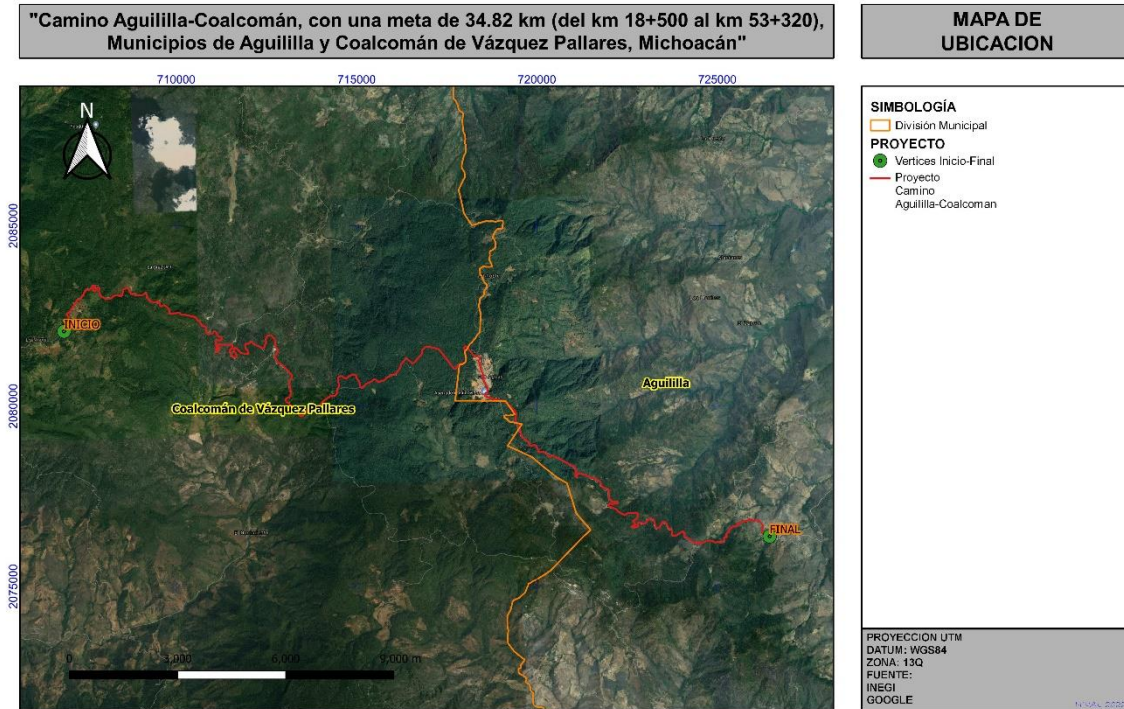 "Camino Aguililla-Coalcomán, con una meta de 34.82 km (del km 18+500 al km 53+320),
Municipios de Aguililla y Coalcomán de Vázquez Pallares, Michoacán"
MAPA DE
UBICACION
710000
715000
720000
725000
2085000
2080000
2075000
N
INICIO
Coalcomán de Vázquez Pallares
Aguililla
FINAL
0
3,000
6,000
9,000 m
SIMBOLOGÍA
División Municipal
PROYECTO
Vertices Inicio-Final
Proyecto
Camino
Aguililla-Coalcoman
PROYECCION UTM
DATUM: WGS84
ZONA: 13Q
FUENTE:
INEGI
GOOGLE